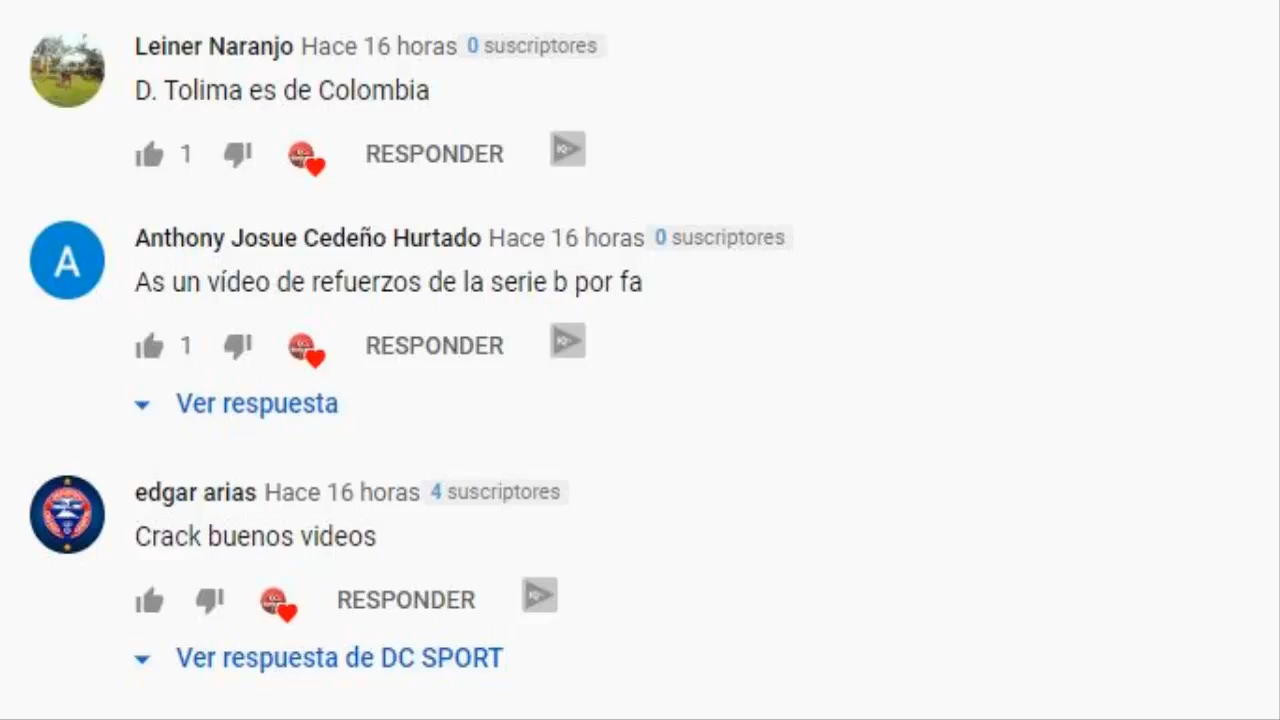 Leiner Naranjo Hace 16 horas 0 suscriptores
D. Tolima es de Colombia
1 RESPONDER
A
Anthony Josue Cedeño Hurtado Hace 16 horas 0 suscriptores
As un vídeo de refuerzos de la serie b por fa
1 RESPONDER
Ver respuesta
edgar arias Hace 16 horas 4 suscriptores
Crack buenos videos
RESPONDER
Ver respuesta de DC SPORT